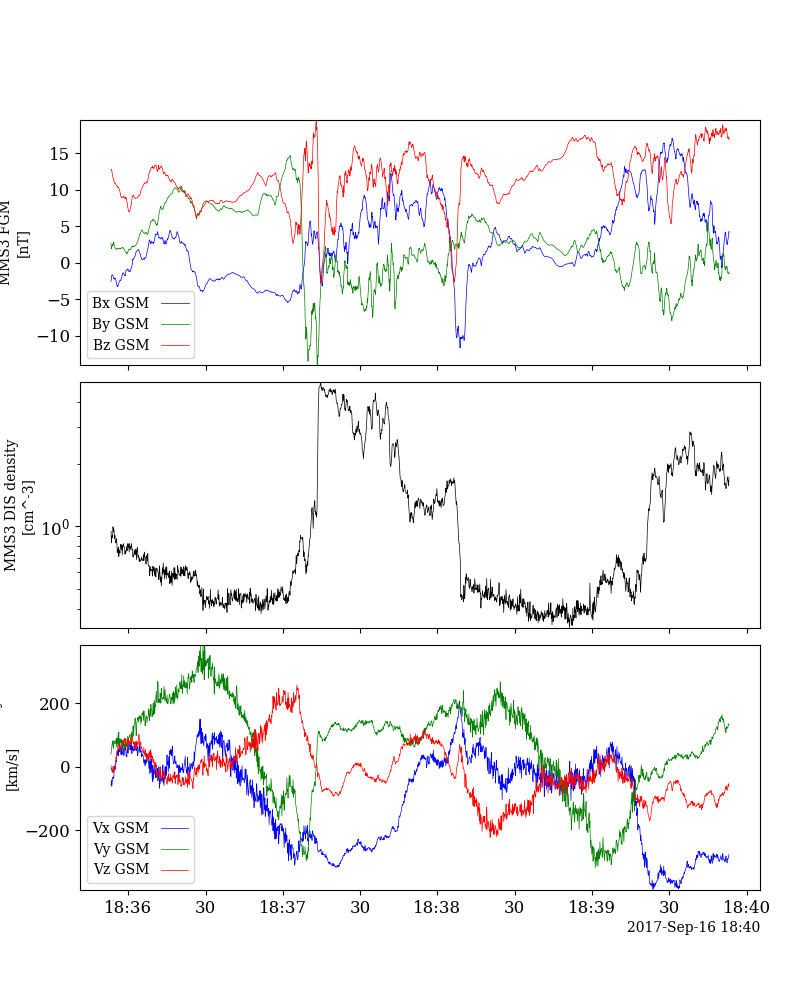 15
10
5
0
−5
−10
MMS3 FGM
[nT]
Bx GSM
By GSM
Bz GSM
10^0
MMS3 DIS density
[cm^-3]
200
0
−200
[km/s]
Vx GSM
Vy GSM
Vz GSM
18:36
30
18:37
30
18:38
30
18:39
30
18:40
2017-Sep-16 18:40